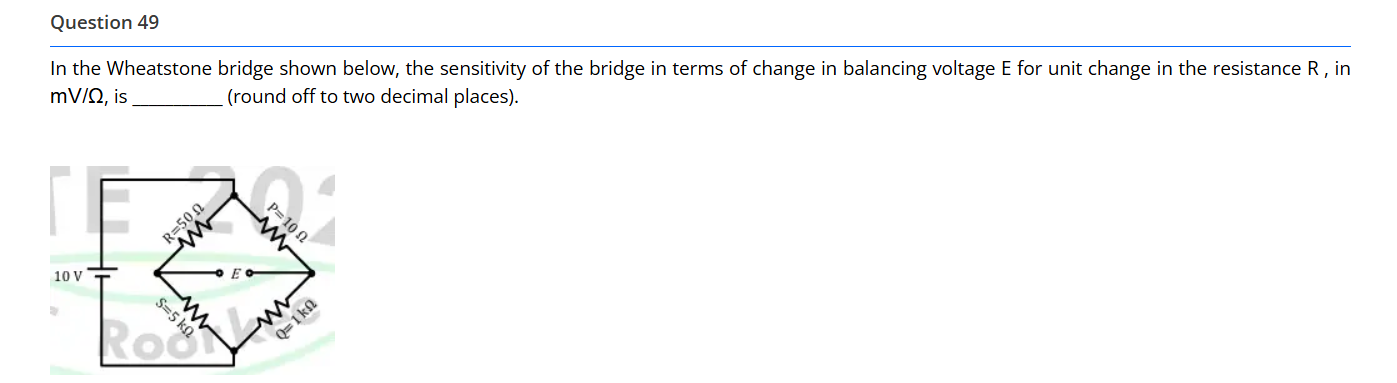 Question 49
In the Wheatstone bridge shown below, the sensitivity of the bridge in terms of change in balancing voltage E for unit change in the resistance R , in
mV/Ω, is __________ (round off to two decimal places).
TE 202
R=50 Ω
P=10 Ω
10 V
E
S=5 kΩ
Q=1 kΩ
Roorkee